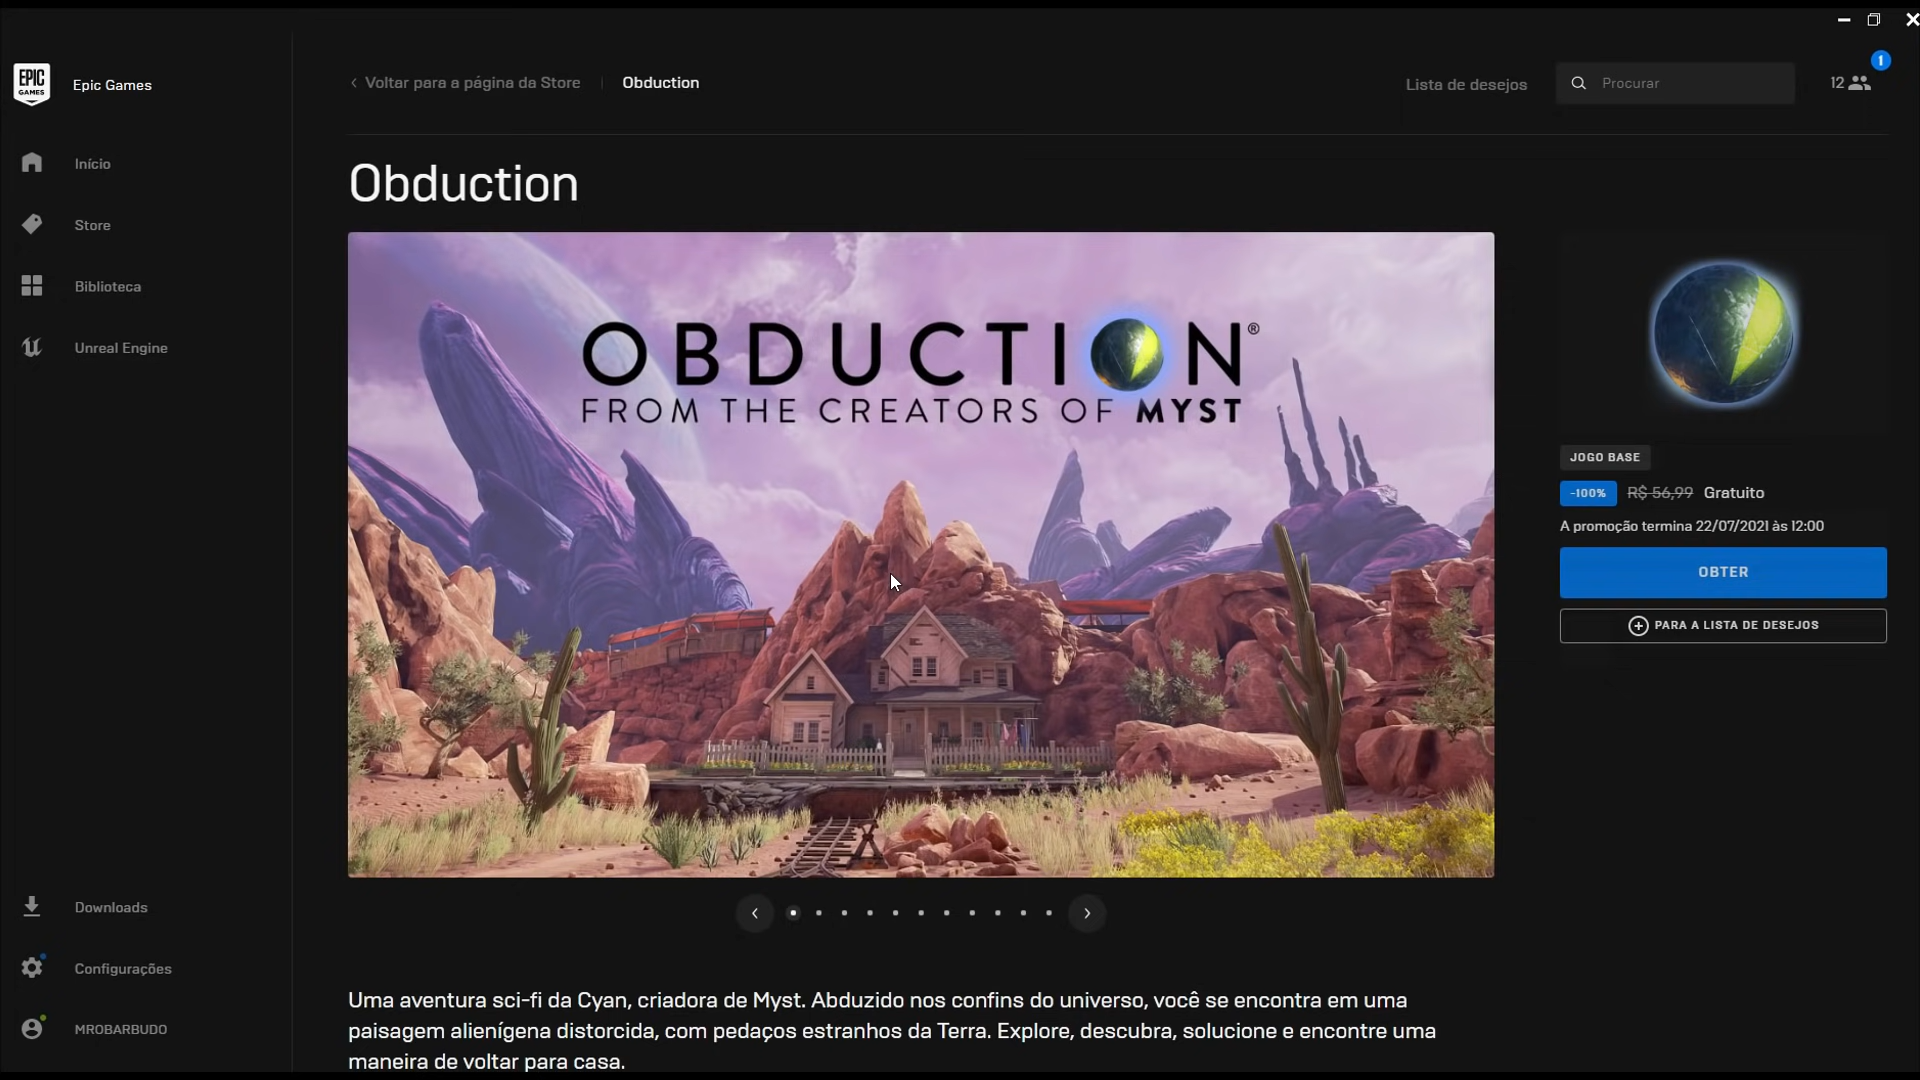 EPIC
GAMES
Epic Games
Voltar para a página da Store
Obduction
Lista de desejos
Procurar
12
1
Início
Store
Biblioteca
Unreal Engine
Obduction
OBDUCTION®
FROM THE CREATORS OF MYST
JOGO BASE
-100% R$ 56,99 Gratuito
A promoção termina 22/07/2021 às 12:00
OBTER
PARA A LISTA DE DESEJOS
Downloads
Configurações
MROBARBUDO
Uma aventura sci-fi da Cyan, criadora de Myst. Abduzido nos confins do universo, você se encontra em uma
paisagem alienígena distorcida, com pedaços estranhos da Terra. Explore, descubra, solucione e encontre uma
maneira de voltar para casa.